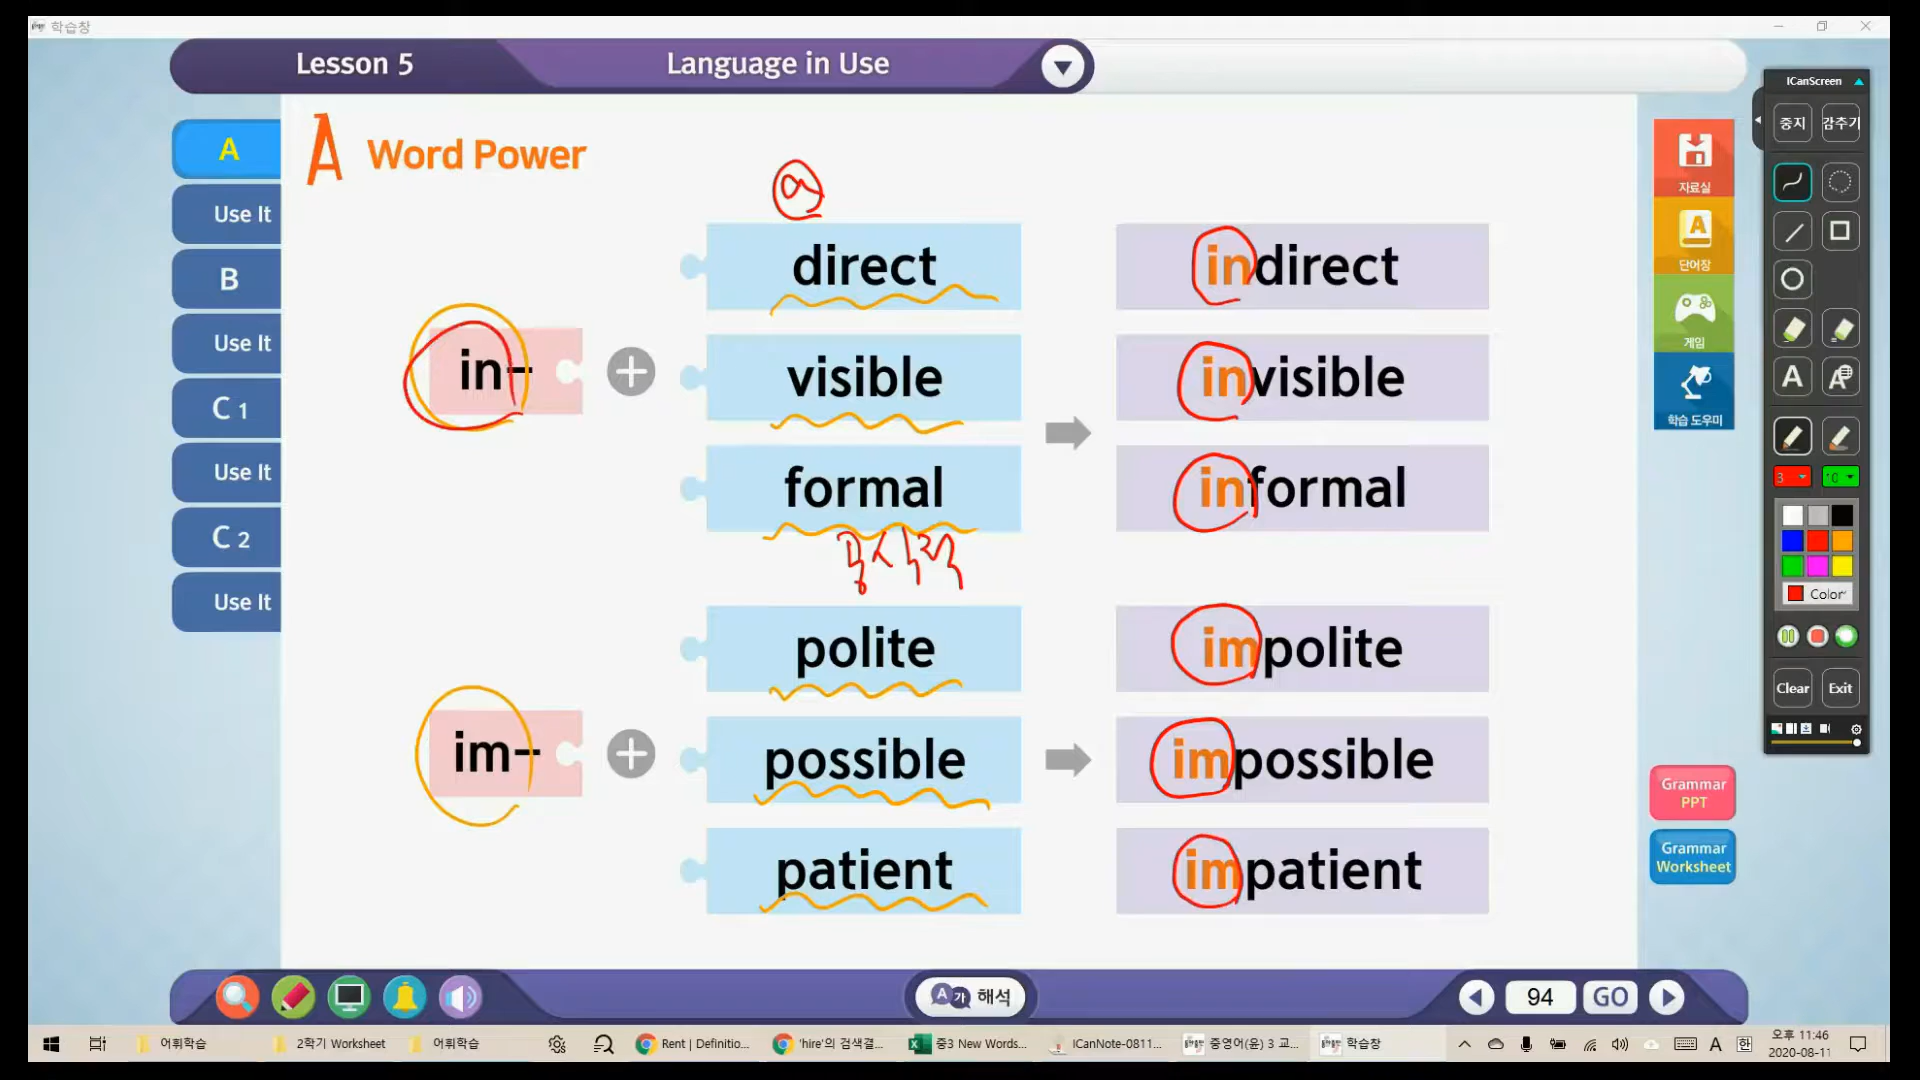 학습창
Lesson 5
Language in Use
ICanScreen
중지
감추기
A
Use It
B
Use It
C 1
Use It
C 2
Use It
A Word Power
ⓐ
in-
direct
visible
formal
indirect
invisible
informal
im-
polite
possible
patient
impolite
impossible
impatient
자료실
단어장
게임
학습 도우미
A
A
3
10
Color
Clear
Exit
Grammar
PPT
Grammar
Worksheet
A가 해석
94
GO
어휘학습
2학기 Worksheet
어휘학습
Rent | Definitio...
'hire'의 검색결...
중3 New Words...
ICanNote-0811...
중영어(윤) 3 교...
학습창
A
한
오후 11:46
2020-08-11